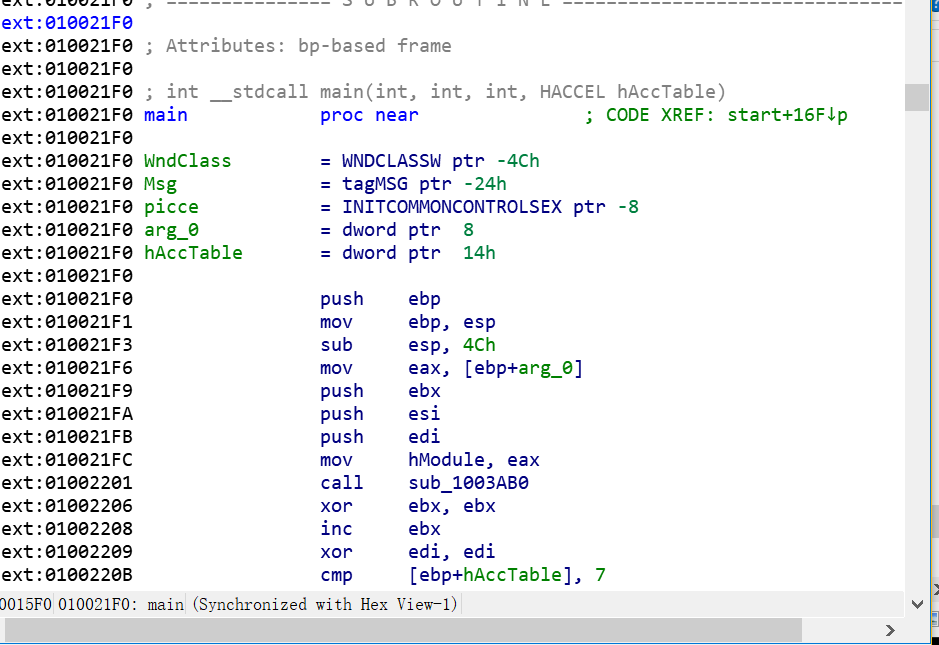 ext:010021F0 ; =============== S U B R O U T I N E =======================================
ext:010021F0
ext:010021F0 ; Attributes: bp-based frame
ext:010021F0
ext:010021F0 ; int __stdcall main(int, int, int, HACCEL hAccTable)
ext:010021F0 main            proc near               ; CODE XREF: start+16F↓p
ext:010021F0
ext:010021F0 WndClass        = WNDCLASSW ptr -4Ch
ext:010021F0 Msg             = tagMSG ptr -24h
ext:010021F0 picce           = INITCOMMONCONTROLSEX ptr -8
ext:010021F0 arg_0           = dword ptr  8
ext:010021F0 hAccTable       = dword ptr  14h
ext:010021F0
ext:010021F0                 push    ebp
ext:010021F1                 mov     ebp, esp
ext:010021F3                 sub     esp, 4Ch
ext:010021F6                 mov     eax, [ebp+arg_0]
ext:010021F9                 push    ebx
ext:010021FA                 push    esi
ext:010021FB                 push    edi
ext:010021FC                 mov     hModule, eax
ext:01002201                 call    sub_1003AB0
ext:01002206                 xor     ebx, ebx
ext:01002208                 inc     ebx
ext:01002209                 xor     edi, edi
ext:0100220B                 cmp     [ebp+hAccTable], 7
0015F0 010021F0: main (Synchronized with Hex View-1)